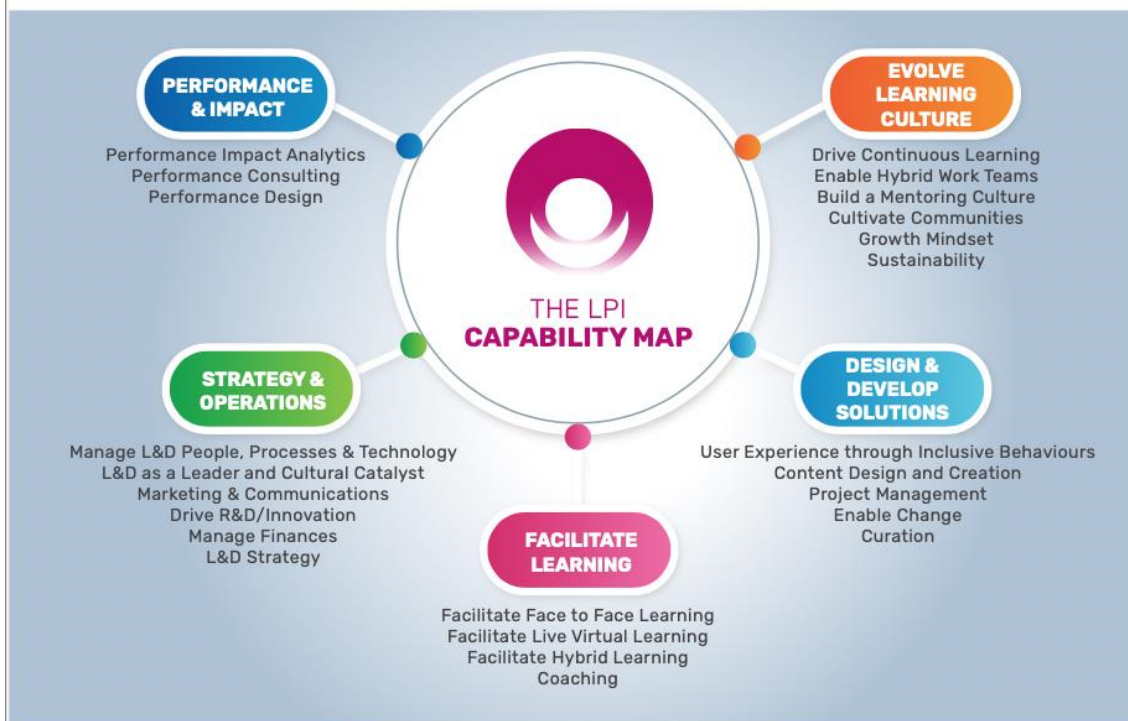 PERFORMANCE
& IMPACT
Performance Impact Analytics
Performance Consulting
Performance Design
EVOLVE
LEARNING
CULTURE
Drive Continuous Learning
Enable Hybrid Work Teams
Build a Mentoring Culture
Cultivate Communities
Growth Mindset
Sustainability
THE LPI
CAPABILITY MAP
STRATEGY &
OPERATIONS
Manage L&D People, Processes & Technology
L&D as a Leader and Cultural Catalyst
Marketing & Communications
Drive R&D/Innovation
Manage Finances
L&D Strategy
DESIGN &
DEVELOP
SOLUTIONS
User Experience through Inclusive Behaviours
Content Design and Creation
Project Management
Enable Change
Curation
FACILITATE
LEARNING
Facilitate Face to Face Learning
Facilitate Live Virtual Learning
Facilitate Hybrid Learning
Coaching